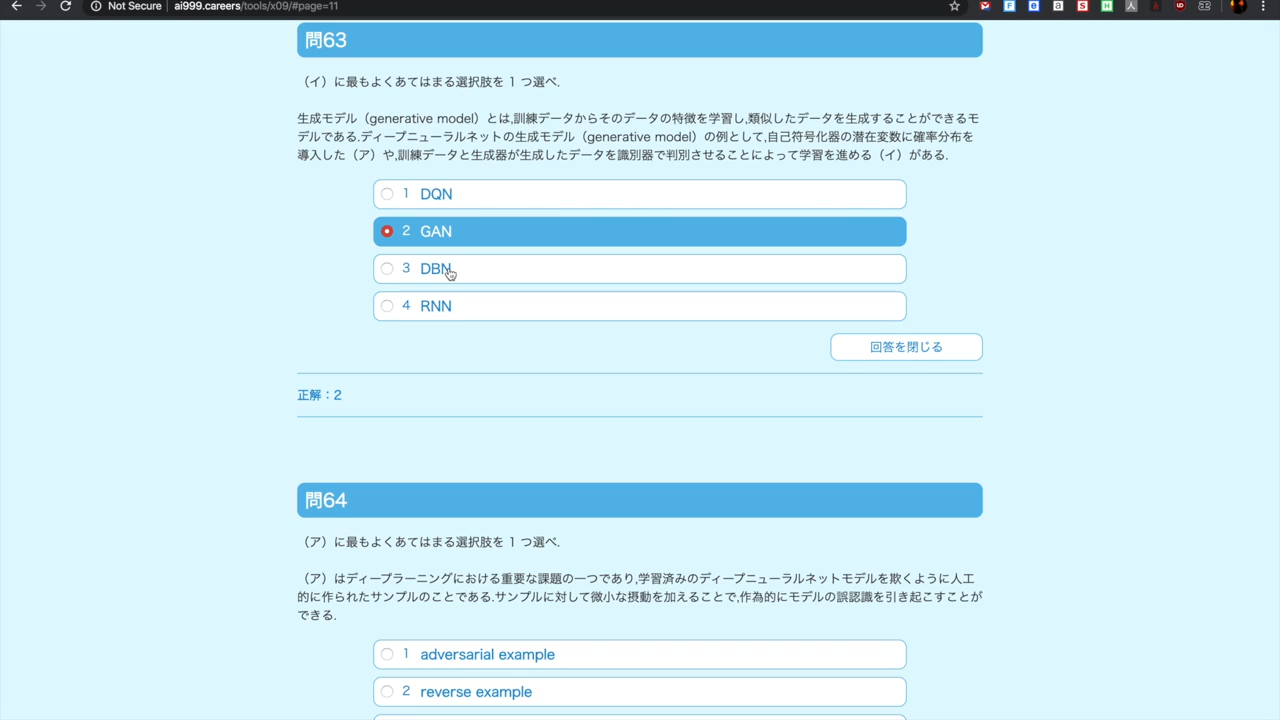 Not Secure
ai999.careers/tools/x09/#page=11
問63
（イ）に最もよくあてはまる選択肢を 1 つ選べ.
生成モデル（generative model）とは,訓練データからそのデータの特徴を学習し,類似したデータを生成することができるモ
デルである.ディープニューラルネットの生成モデル（generative model）の例として,自己符号化器の潜在変数に確率分布を
導入した（ア）や,訓練データと生成器が生成したデータを識別器で判別させることによって学習を進める（イ）がある.
1 DQN
2 GAN
3 DBN
4 RNN
回答を閉じる
正解：2
問64
（ア）に最もよくあてはまる選択肢を 1 つ選べ.
（ア）はディープラーニングにおける重要な課題の一つであり,学習済みのディープニューラルネットモデルを欺くように人工
的に作られたサンプルのことである.サンプルに対して微小な摂動を加えることで,作為的にモデルの誤認識を引き起こすことが
できる.
1 adversarial example
2 reverse example